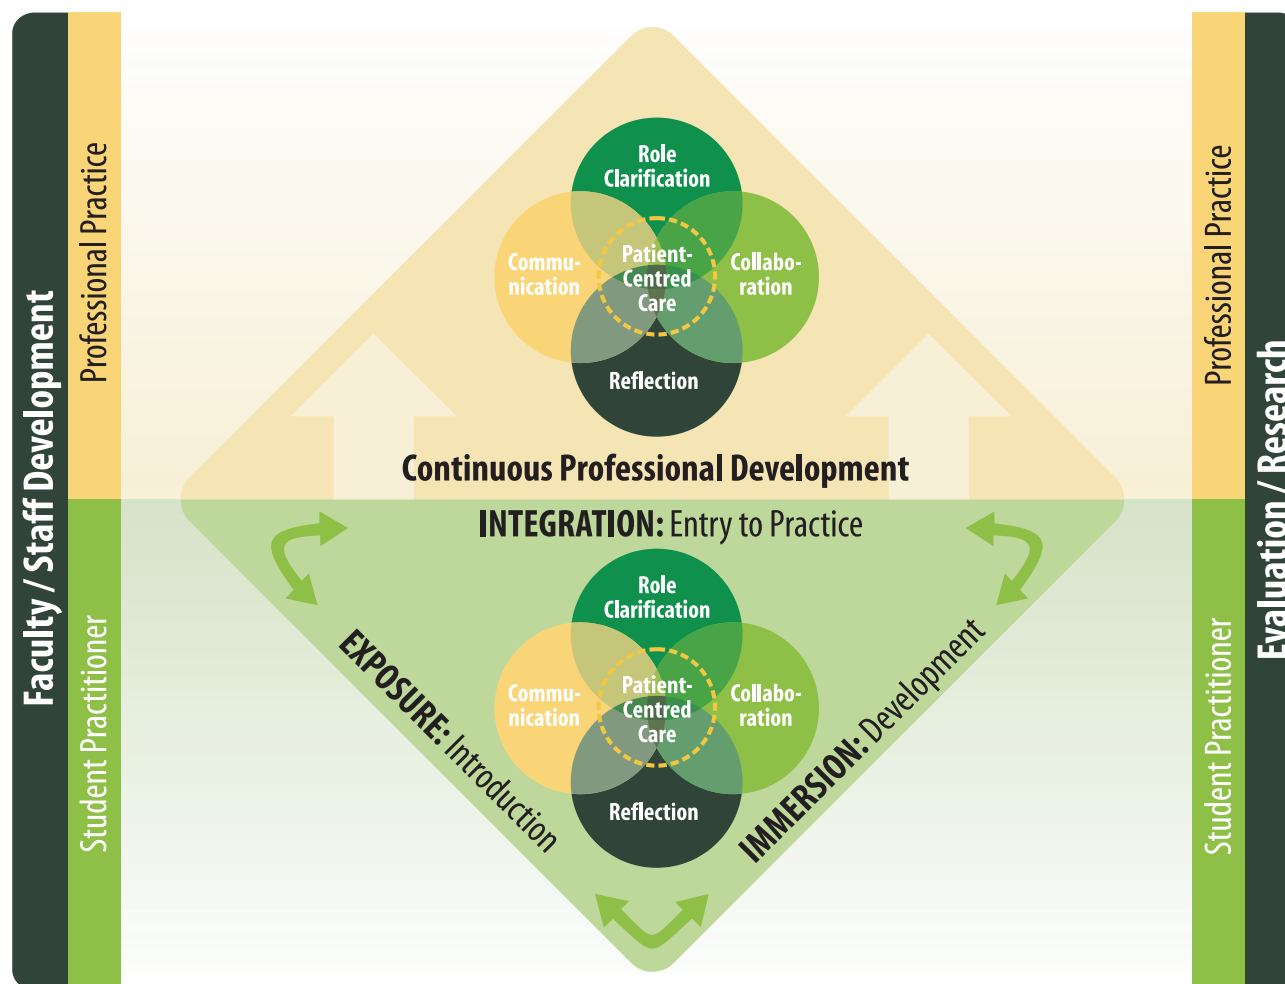 Faculty / Staff Development
Professional Practice
Student Practitioner
Role
Clarification
Commu-
nication
Patient-
Centred
Care
Collabo-
ration
Reflection
Continuous Professional Development
INTEGRATION: Entry to Practice
Role
Clarification
Commu-
nication
Patient-
Centred
Care
Collabo-
ration
Reflection
EXPOSURE: Introduction
IMMERSION: Development
Professional Practice
Student Practitioner
Evaluation / Research